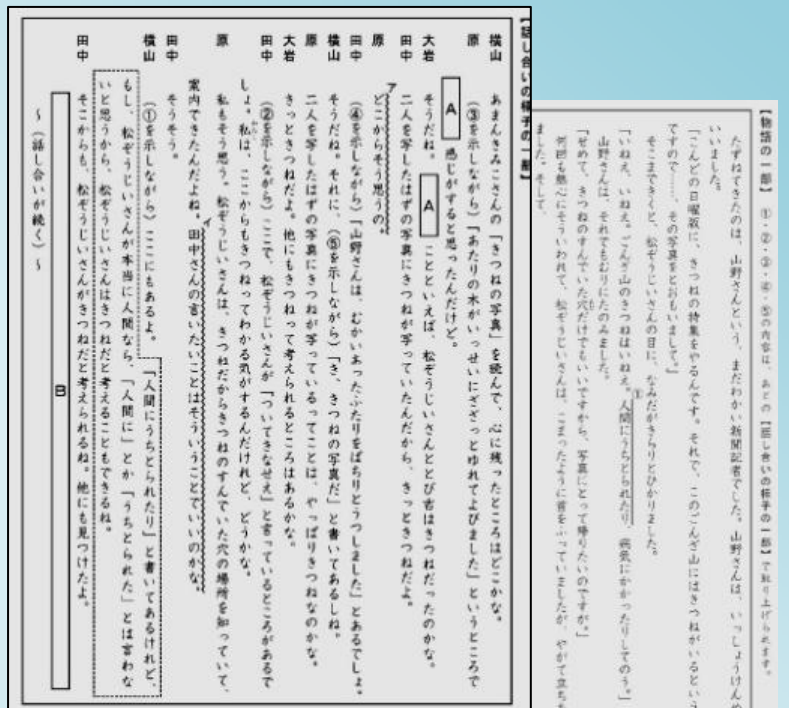 【話し合いの様子の一部】
横山 あまんきみこさんの「きつねの写真」を読んで、心に残ったところはどこかな。
原 (③を示しながら)「あたりの木がいっせいにざざっとゆれてよびました」というところで
A 感じがすると思ったんだけど。
大岩 そうだね。 A ことといえば、松ぞうじいさんととび吉はきつねだったのかな。
田中 二人を写したはずの写真にきつねが写っていたんだから、きっときつねだよ。
原 どこからそう思うの。
ア
田中 (④を示しながら)「山野さんは、むかいあったふたりをぱちりとうつしました」とあるでしょ。
横山 そうだね。それに、(⑤を示しながら)「き、きつねの写真だ」と書いてあるしね。
原 二人を写したはずの写真にきつねが写っているってことは、やっぱりきつねなのかな。
大岩 きっときつねだよ。他にもきつねって考えられるところはあるかな。
田中 (②を示しながら)ここで、松ぞうじいさんが「ついてきなせえ」と言っているところがあるで
しょ。私は、ここからもきつねってわかる気がするんだけれど、どうかな。
原 私もそう思う。松ぞうじいさんは、きつねだからきつねのすんでいた穴の場所を知っていて、
イ
案内できたんだよね。田中さんの言いたいことはそういうことでいいのかな。
田中 そうそう。
横山 (①を示しながら)ここにもあるよ。「人間にうちとられたり」と書いてあるけれど、
もし、松ぞうじいさんが本当に人間なら、「人間に」とか「うちとられた」とは言わな
いと思うから、松ぞうじいさんはきつねだと考えることもできるね。
田中 そこからも、松ぞうじいさんがきつねだと考えられるね。他にも見つけたよ。
B
～(話し合いが続く)～
【物語の一部】 ①・②・③・④・⑤の内容は、あとの【話し合いの様子の一部】で取り上げられます。
たずねてきたのは、山野さんという、まだわかい新聞記者でした。山野さんは、いっしょうけんめ
いいました。
「こんどの日曜版に、きつねの特集をやるんです。それで、このごんざ山にはきつねがいるという
ですので……、その写真をとおもいまして。」
そこまできくと、松ぞうじいさんの目に、なみだがきらりとひかりました。
「いねえ、いねえ。ごんざ山のきつねはいねえ。人間にうちとられたり、病気にかかったりしてのう。」
①
山野さんは、それでもむりにたのみました。
「せめて、きつねのすんでいた穴だけでもいいですから、写真にとって帰りたいのですが。」
何回も熱心にそういわれて、松ぞうじいさんは、こまったように首をふっていましたが、やがて立ち
ました。そして、